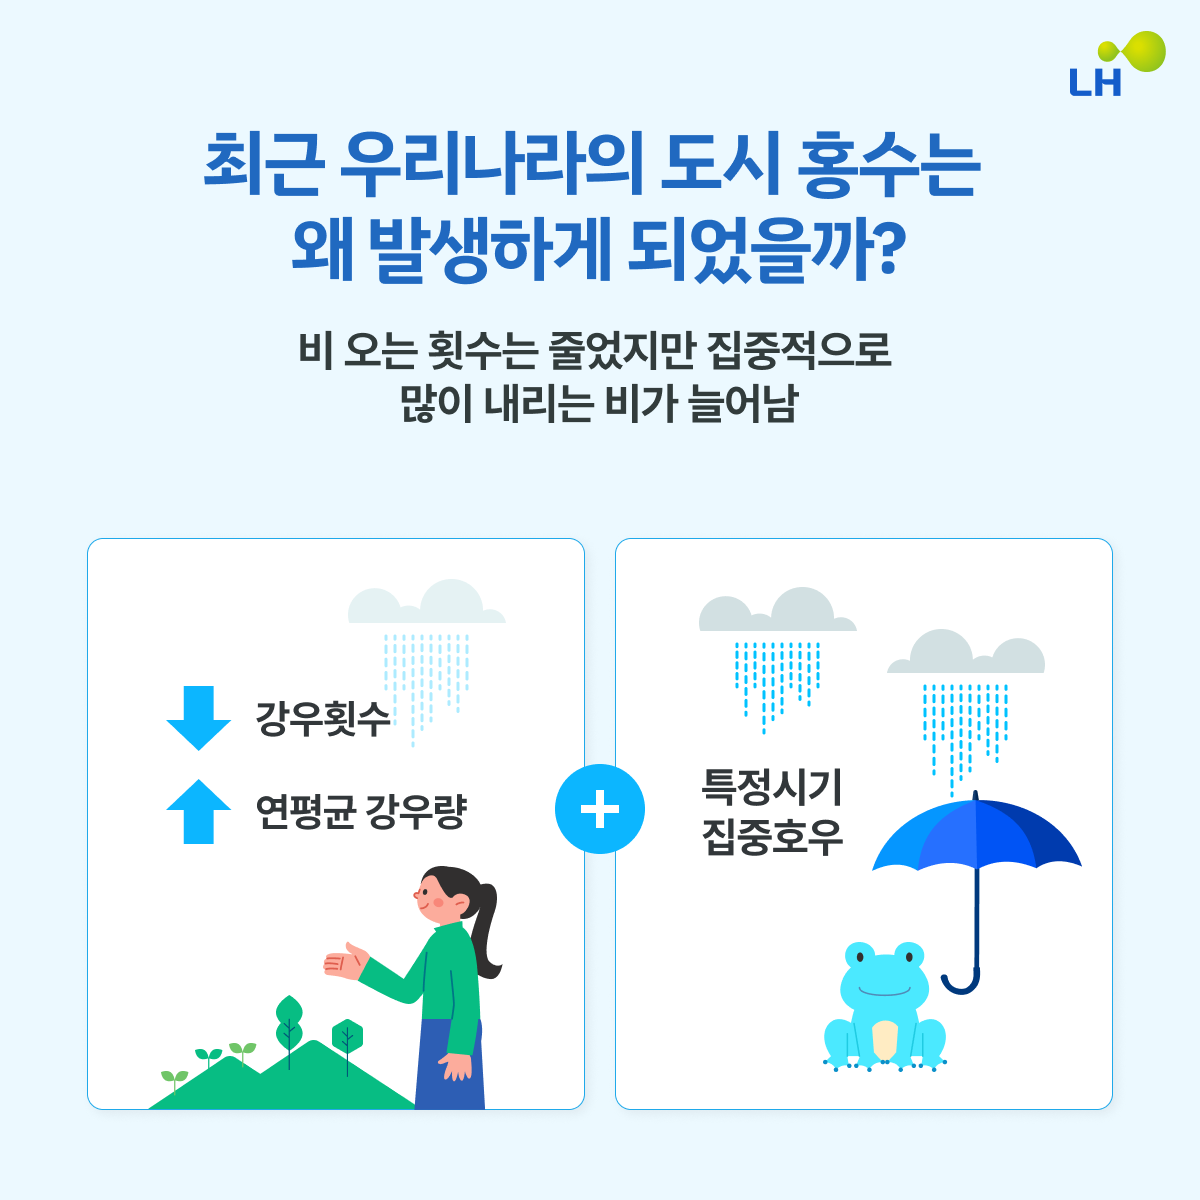 LH
최근 우리나라의 도시 홍수는
왜 발생하게 되었을까?
비 오는 횟수는 줄었지만 집중적으로
많이 내리는 비가 늘어남
강우횟수
연평균 강우량
특정시기
집중호우